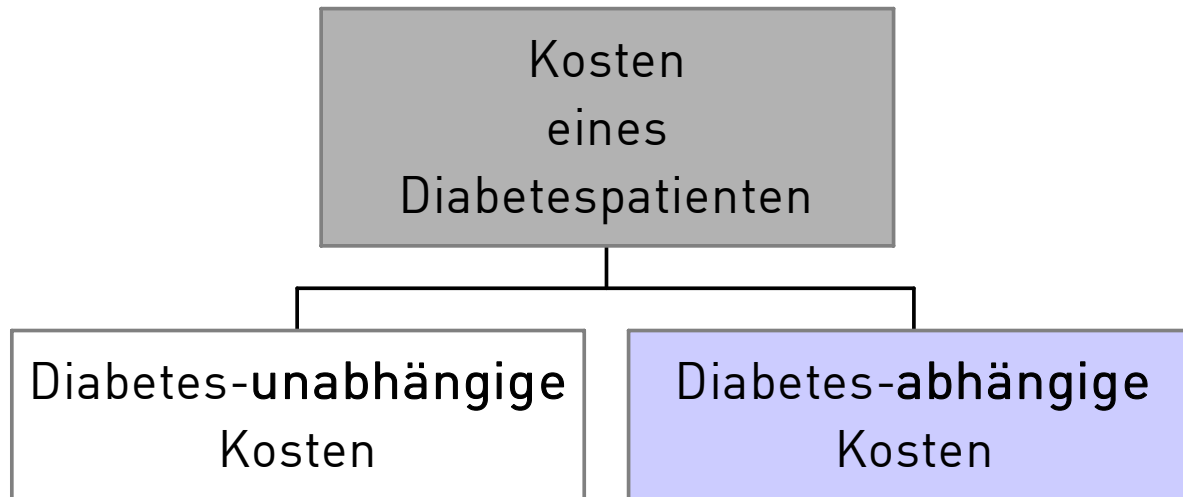 Kosten
eines
Diabetespatienten
Diabetes-unabhängige
Kosten
Diabetes-abhängige
Kosten